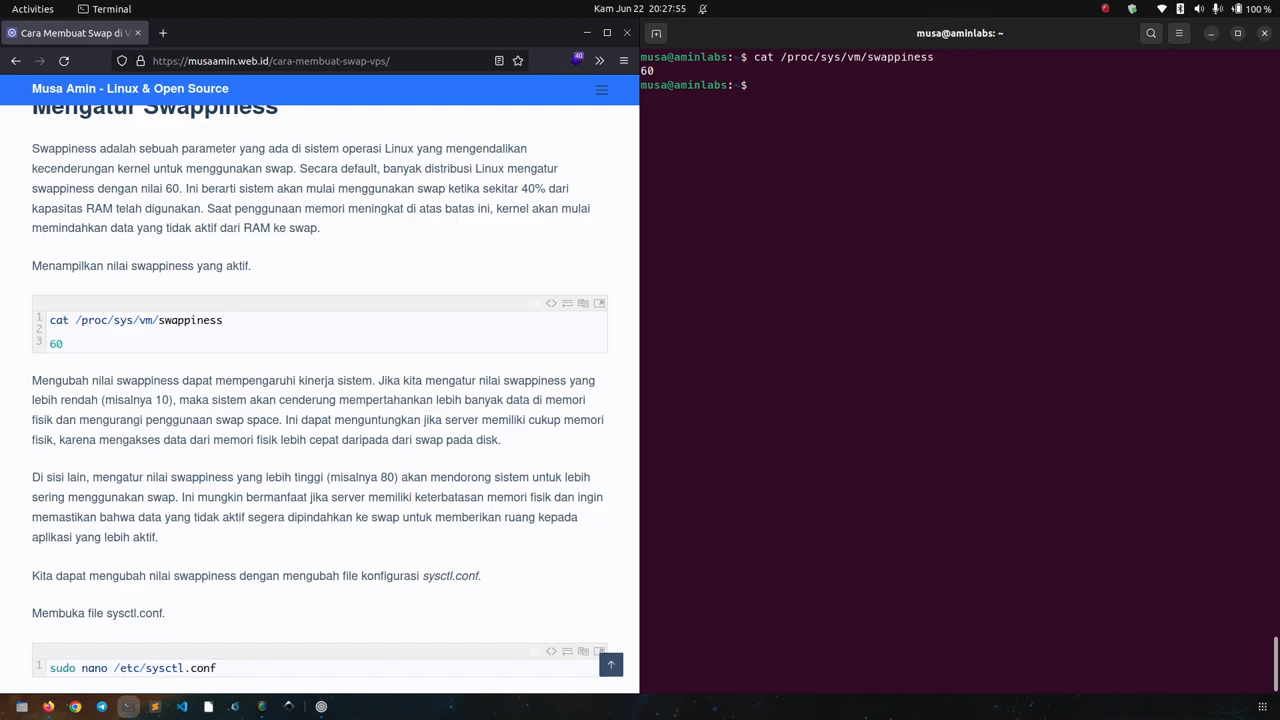 Activities
Terminal
Kam Jun 22 20:27:55
100 %
Cara Membuat Swap di V
https://musaamin.web.id/cara-membuat-swap-vps/
40
Musa Amin - Linux & Open Source
Mengatur Swappiness
Swappiness adalah sebuah parameter yang ada di sistem operasi Linux yang mengendalikan
kecenderungan kernel untuk menggunakan swap. Secara default, banyak distribusi Linux mengatur
swappiness dengan nilai 60. Ini berarti sistem akan mulai menggunakan swap ketika sekitar 40% dari
kapasitas RAM telah digunakan. Saat penggunaan memori meningkat di atas batas ini, kernel akan mulai
memindahkan data yang tidak aktif dari RAM ke swap.
Menampilkan nilai swappiness yang aktif.
1 cat /proc/sys/vm/swappiness
2
3 60
Mengubah nilai swappiness dapat mempengaruhi kinerja sistem. Jika kita mengatur nilai swappiness yang
lebih rendah (misalnya 10), maka sistem akan cenderung mempertahankan lebih banyak data di memori
fisik dan mengurangi penggunaan swap space. Ini dapat menguntungkan jika server memiliki cukup memori
fisik, karena mengakses data dari memori fisik lebih cepat daripada dari swap pada disk.
Di sisi lain, mengatur nilai swappiness yang lebih tinggi (misalnya 80) akan mendorong sistem untuk lebih
sering menggunakan swap. Ini mungkin bermanfaat jika server memiliki keterbatasan memori fisik dan ingin
memastikan bahwa data yang tidak aktif segera dipindahkan ke swap untuk memberikan ruang kepada
aplikasi yang lebih aktif.
Kita dapat mengubah nilai swappiness dengan mengubah file konfigurasi sysctl.conf.
Membuka file sysctl.conf.
1 sudo nano /etc/sysctl.conf
musa@aminlabs: ~
musa@aminlabs:~$ cat /proc/sys/vm/swappiness
60
musa@aminlabs:~$